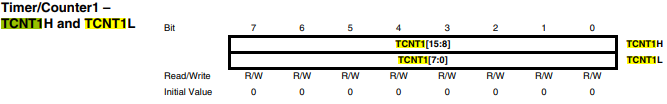 Timer/Counter1 –
TCNT1H and TCNT1L
Bit 7 6 5 4 3 2 1 0
TCNT1[15:8] TCNT1H
TCNT1[7:0] TCNT1L
Read/Write R/W R/W R/W R/W R/W R/W R/W R/W
Initial Value 0 0 0 0 0 0 0 0